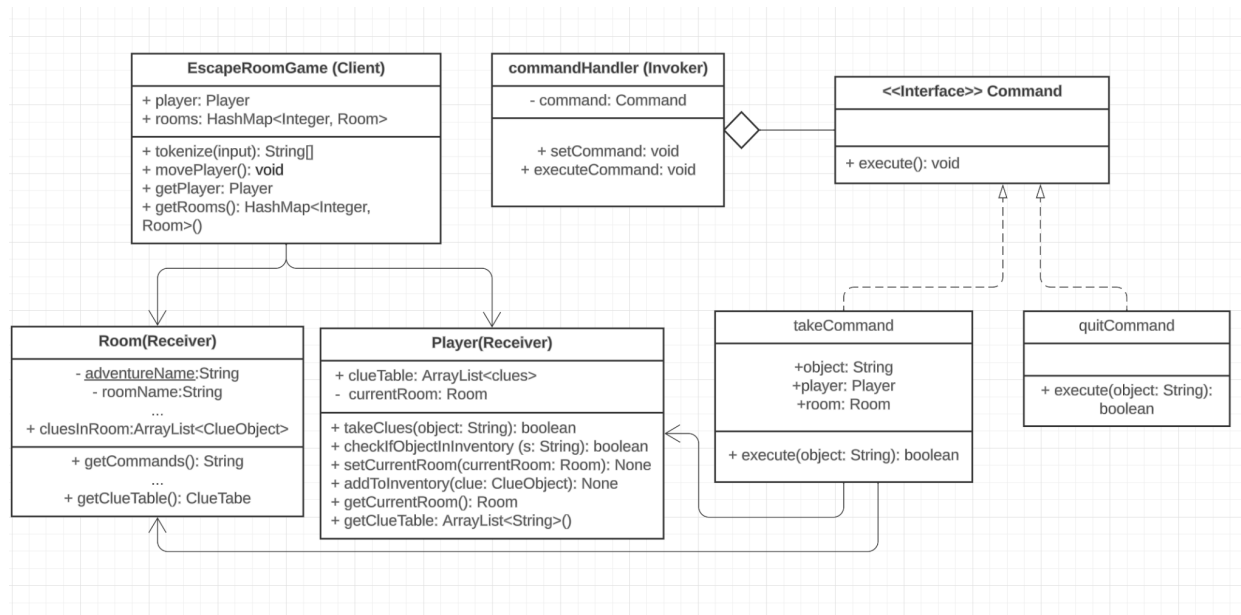 EscapeRoomGame (Client)
+ player: Player
+ rooms: HashMap<Integer, Room>
+ tokenize(input): String[]
+ movePlayer(): void
+ getPlayer: Player
+ getRooms(): HashMap<Integer,
Room>()
commandHandler (Invoker)
- command: Command
+ setCommand: void
+ executeCommand: void
<<Interface>> Command
+ execute(): void
Room(Receiver)
- adventureName:String
- roomName:String
...
+ cluesInRoom:ArrayList<ClueObject>
+ getCommands(): String
...
+ getClueTable(): ClueTabe
Player(Receiver)
+ clueTable: ArrayList<clues>
- currentRoom: Room
+ takeClues(object: String): boolean
+ checkIfObjectInInventory (s: String): boolean
+ setCurrentRoom(currentRoom: Room): None
+ addToInventory(clue: ClueObject): None
+ getCurrentRoom(): Room
+ getClueTable: ArrayList<String>()
takeCommand
+object: String
+player: Player
+room: Room
+ execute(object: String): boolean
quitCommand
+ execute(object: String):
boolean